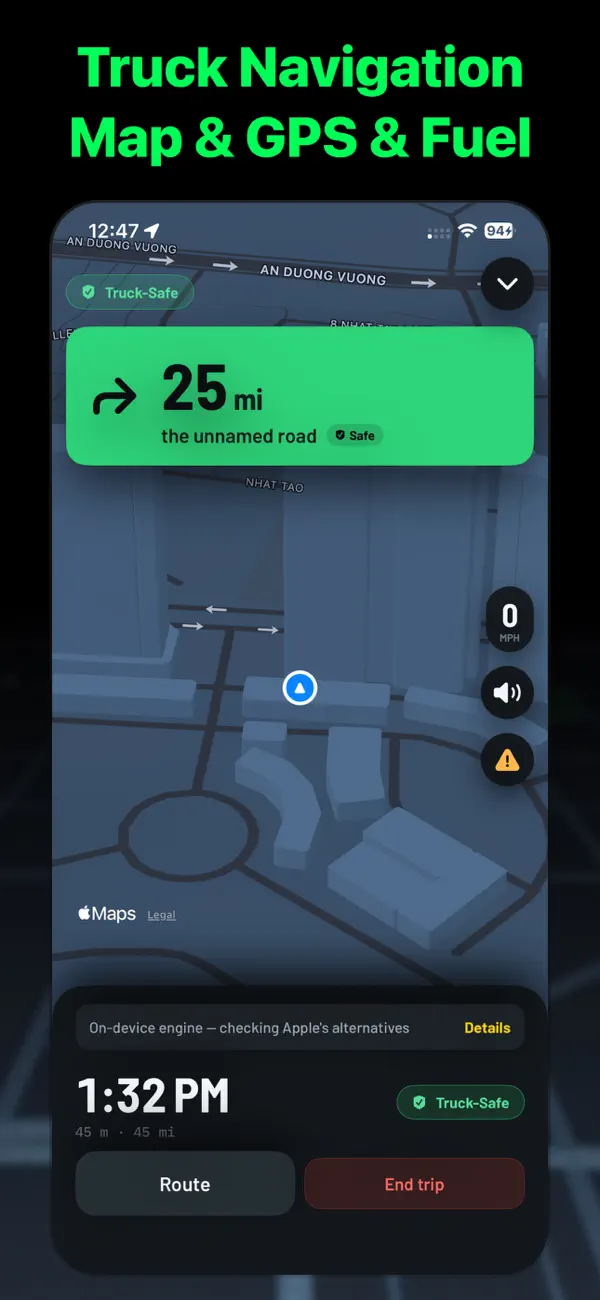 Truck Navigation
Map & GPS & Fuel
12:47
94
AN DUONG VUONG
AN DUONG VUONG
Truck-Safe
8 NHAT
25 mi
the unnamed road
Safe
NHAT TAO
0
MPH
Maps
Legal
On-device engine — checking Apple's alternatives
Details
1:32 PM
Truck-Safe
45 m · 45 mi
Route
End trip